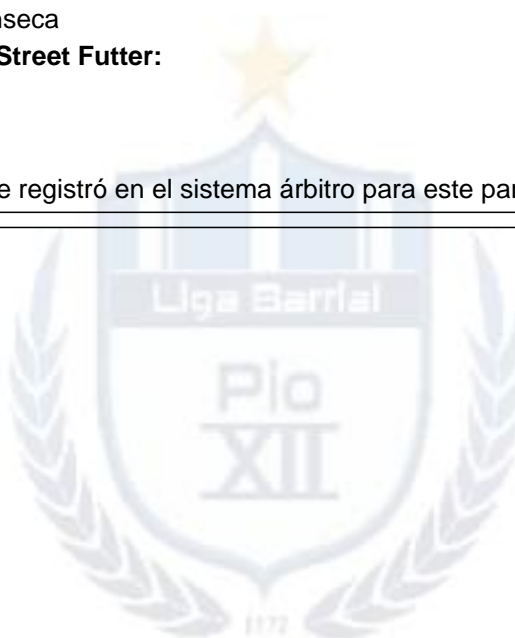 nseca
Street Futter:
e registró en el sistema árbitro para este par
Liga Barrial
Pio
XII